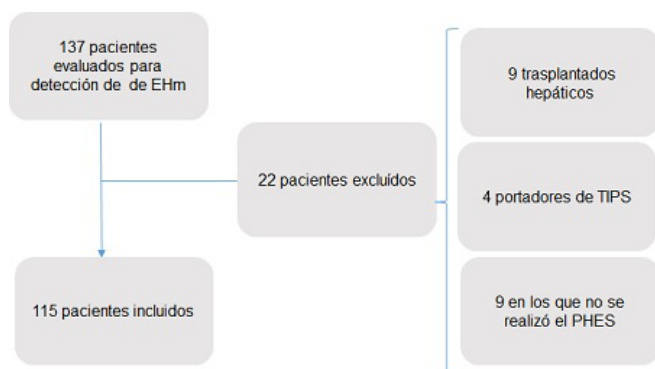 137 pacientes
evaluados para
detección de  de EHm
9 trasplantados
hepáticos
22 pacientes excluídos
4 portadores de TIPS
115 pacientes incluidos
9 en los que no se
realizó el PHES